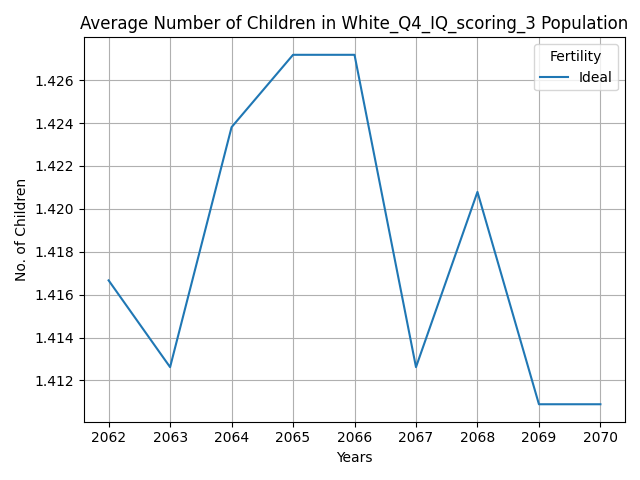 Average Number of Children in White_Q4_IQ_scoring_3 Population
Fertility
Ideal
No. of Children
1.426
1.424
1.422
1.420
1.418
1.416
1.414
1.412
2062 2063 2064 2065 2066 2067 2068 2069 2070
Years